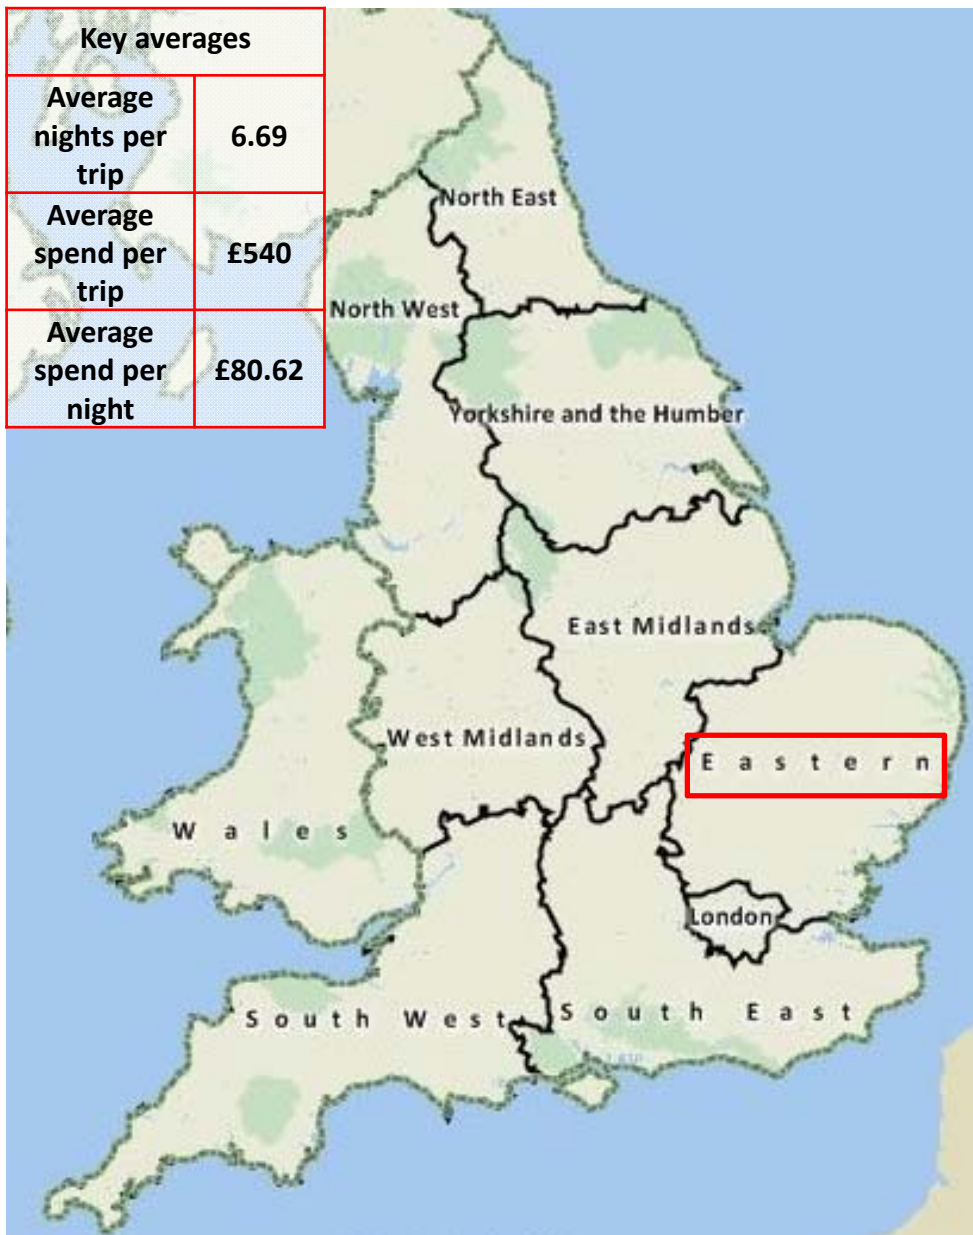 Key averages
Average
nights per
trip
6.69
Average
spend per
trip
£540
Average
spend per
night
£80.62
North East
North West
Yorkshire and the Humber
East Midlands
West Midlands
Eastern
Wales
London
South West
South East